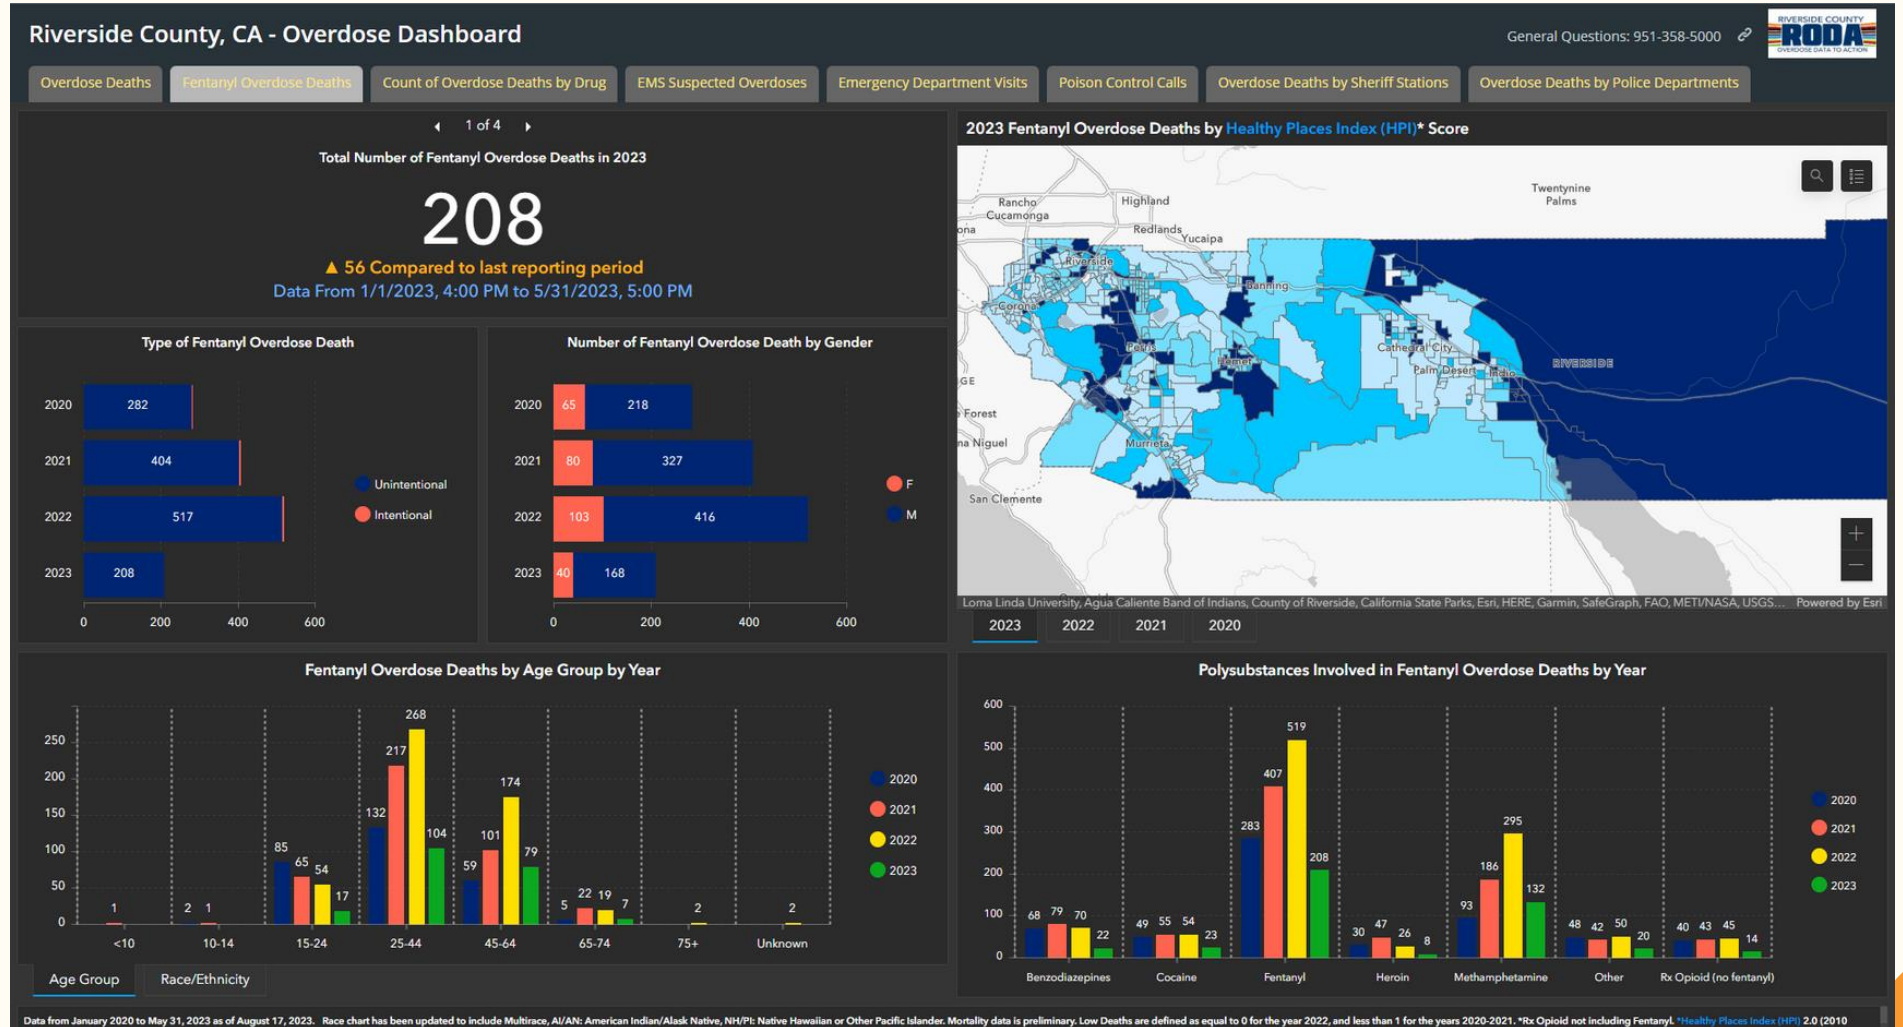 Riverside County, CA - Overdose Dashboard
General Questions: 951-358-5000
RIVERSIDE COUNTY
RODA
OVERDOSE DATA TO ACTION
Overdose Deaths
Fentanyl Overdose Deaths
Count of Overdose Deaths by Drug
EMS Suspected Overdoses
Emergency Department Visits
Poison Control Calls
Overdose Deaths by Sheriff Stations
Overdose Deaths by Police Departments
1 of 4
Total Number of Fentanyl Overdose Deaths in 2023
208
▲ 56 Compared to last reporting period
Data From 1/1/2023, 4:00 PM to 5/31/2023, 5:00 PM
Type of Fentanyl Overdose Death
2020 282
2021 404
2022 517
2023 208
0 200 400 600
Unintentional
Intentional
Number of Fentanyl Overdose Death by Gender
2020 65 218
2021 80 327
2022 103 416
2023 40 168
0 200 400 600
F
M
2023 Fentanyl Overdose Deaths by Healthy Places Index (HPI)* Score
Twentynine
Palms
Rancho
Cucamonga
Highland
ona
Redlands
Yucaipa
Riverside
Banning
Corona
Perris
Hemet
Cathedral City
Palm Desert
Indio
RIVERSIDE
GE
e Forest
na Niguel
Murrieta
San Clemente
Loma Linda University, Agua Caliente Band of Indians, County of Riverside, California State Parks, Esri, HERE, Garmin, SafeGraph, FAO, METI/NASA, USGS... Powered by Esri
2023 2022 2021 2020
Fentanyl Overdose Deaths by Age Group by Year
250
200
150
100
50
0
1
2 1
85 65 54 17
132 217 268 104
59 101 174 79
5 22 19 7
2
2
<10 10-14 15-24 25-44 45-64 65-74 75+ Unknown
2020
2021
2022
2023
Age Group Race/Ethnicity
Polysubstances Involved in Fentanyl Overdose Deaths by Year
600
500
400
300
200
100
0
68 79 70 22
49 55 54 23
283 407 519 208
30 47 26 8
93 186 295 132
48 42 50 20
40 43 45 14
Benzodiazepines Cocaine Fentanyl Heroin Methamphetamine Other Rx Opioid (no fentanyl)
2020
2021
2022
2023
Data from January 2020 to May 31, 2023 as of August 17, 2023. Race chart has been updated to include Multirace, AI/AN: American Indian/Alask Native, NH/PI: Native Hawaiian or Other Pacific Islander. Mortality data is preliminary. Low Deaths are defined as equal to 0 for the year 2022, and less than 1 for the years 2020-2021. *Rx Opioid not including Fentanyl. *Healthy Places Index (HPI) 2.0 (2010